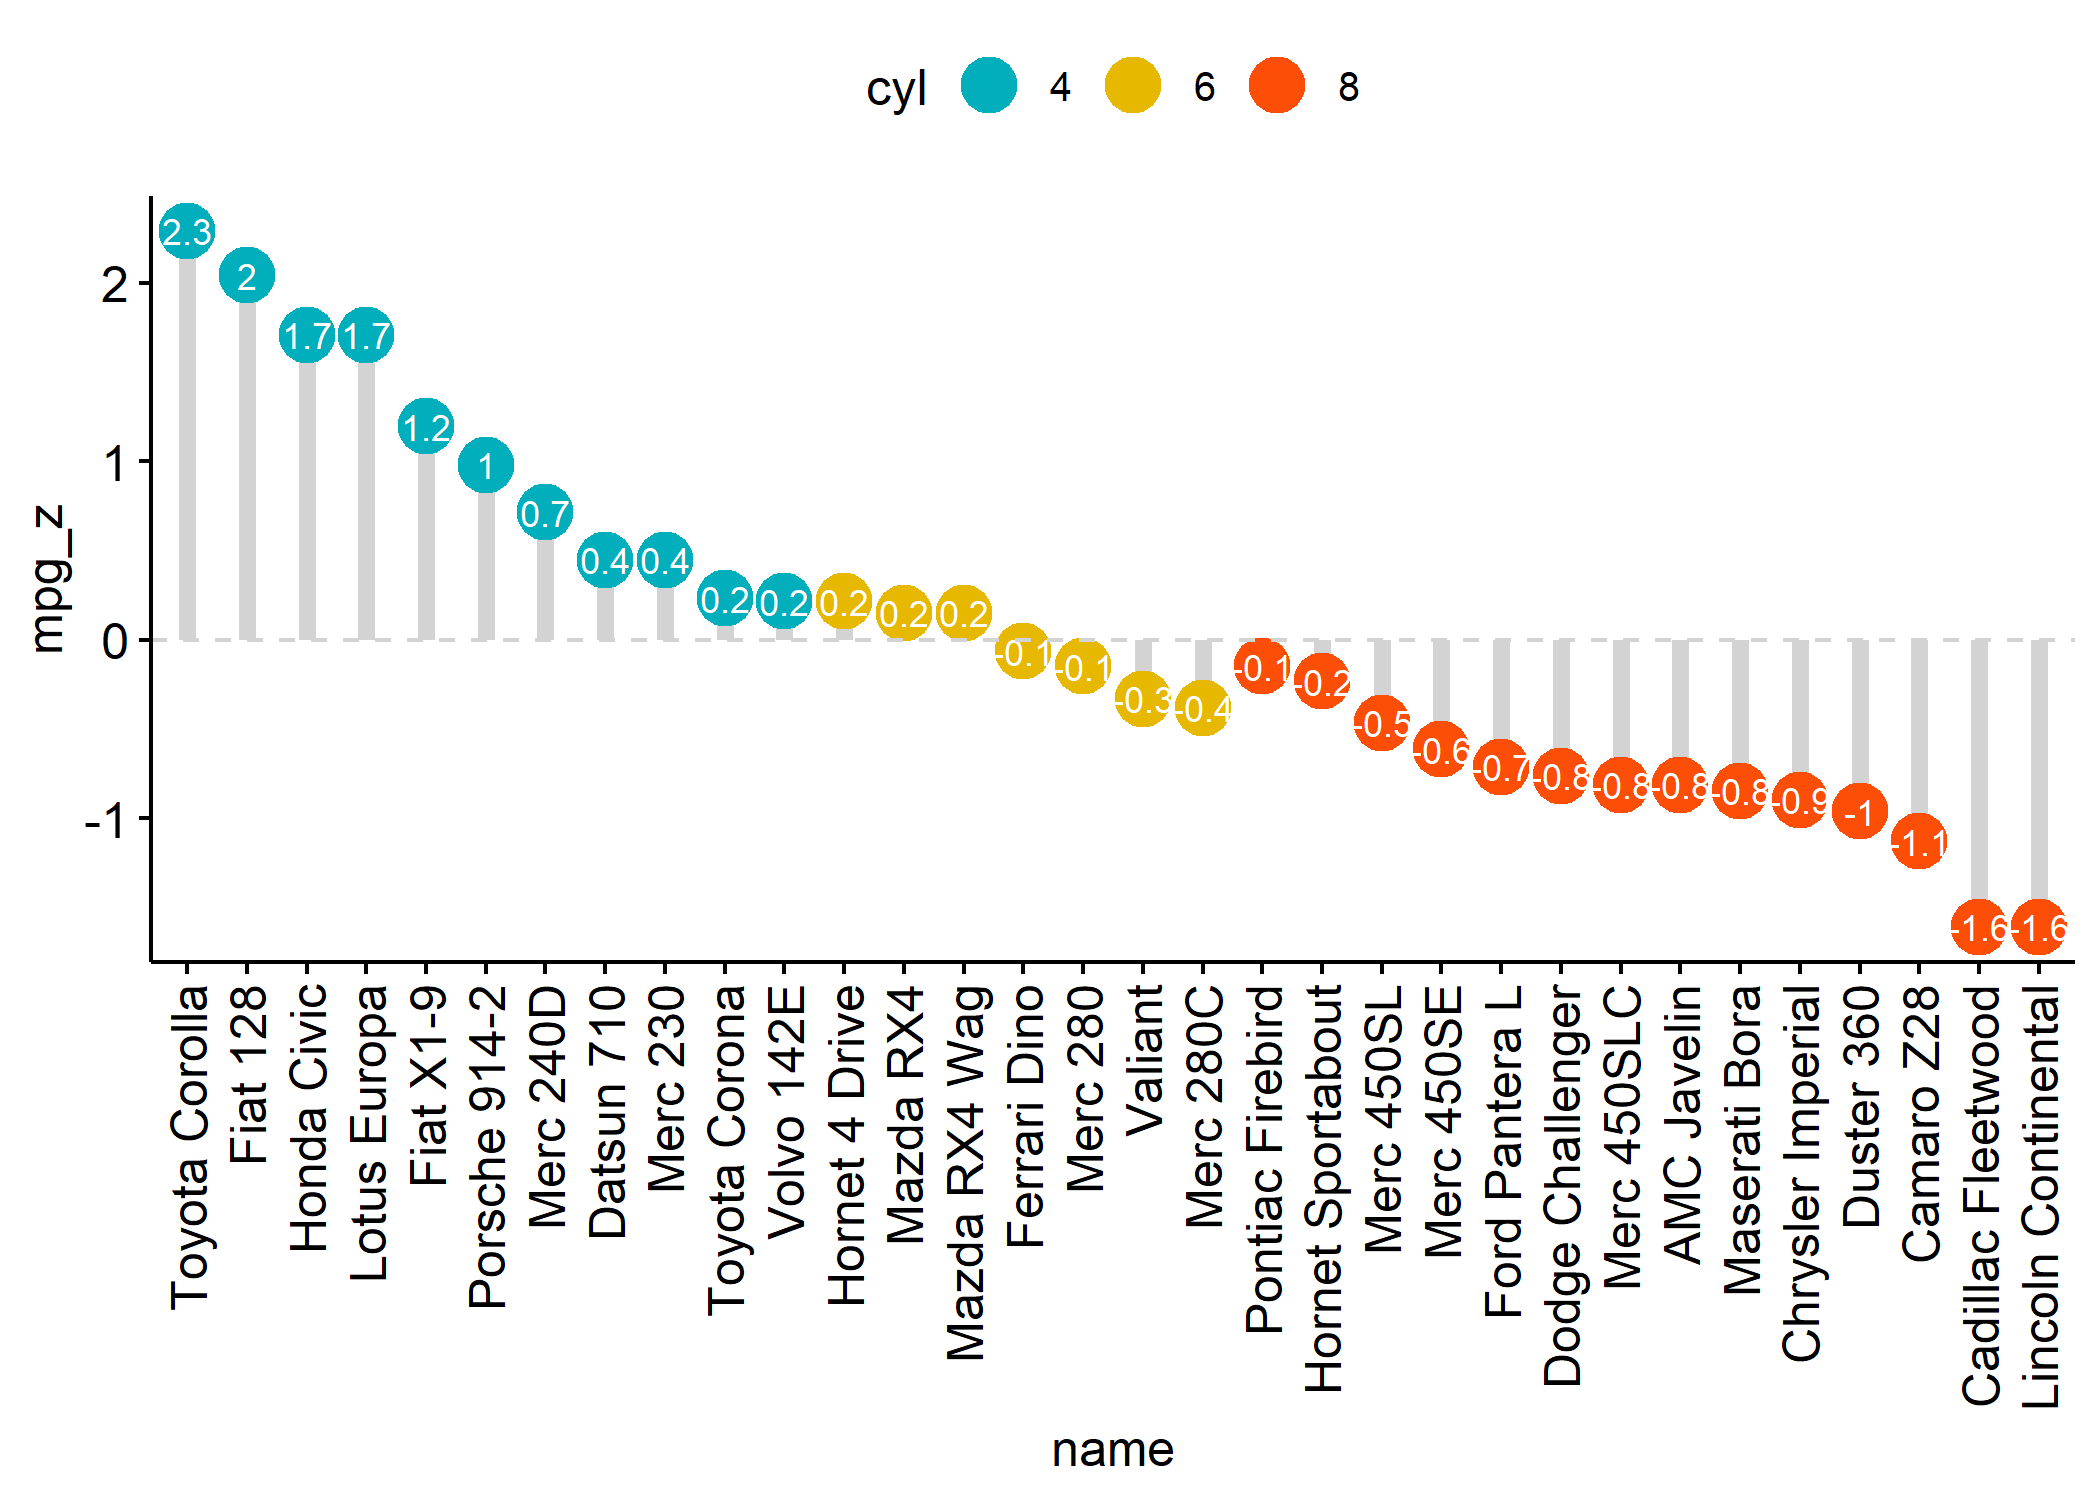 cyl 4 6 8
2.3
2
1.7
1.7
1.2
1
0.7
0.4
0.4
0.2
0.2
0.2
0.2
0.2
-0.1
-0.1
-0.3
-0.4
-0.1
-0.2
-0.5
-0.6
-0.7
-0.8
-0.8
-0.8
-0.8
-0.9
-1
-1.1
-1.6
-1.6
2
1
0
-1
mpg_z
Toyota Corolla
Fiat 128
Honda Civic
Lotus Europa
Fiat X1-9
Porsche 914-2
Merc 240D
Datsun 710
Merc 230
Toyota Corona
Volvo 142E
Hornet 4 Drive
Mazda RX4
Mazda RX4 Wag
Ferrari Dino
Merc 280
Valiant
Merc 280C
Pontiac Firebird
Hornet Sportabout
Merc 450SL
Merc 450SE
Ford Pantera L
Dodge Challenger
Merc 450SLC
AMC Javelin
Maserati Bora
Chrysler Imperial
Duster 360
Camaro Z28
Cadillac Fleetwood
Lincoln Continental
name